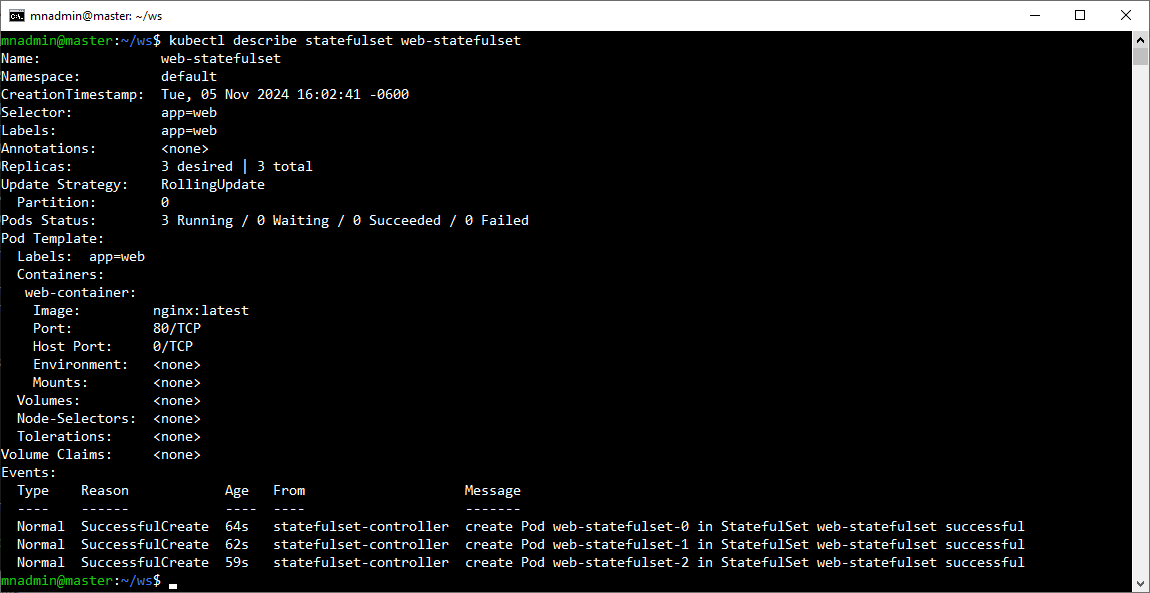 mnadmin@master: ~/ws
mnadmin@master:~/ws$ kubectl describe statefulset web-statefulset
Name:               web-statefulset
Namespace:          default
CreationTimestamp:  Tue, 05 Nov 2024 16:02:41 -0600
Selector:           app=web
Labels:             app=web
Annotations:        <none>
Replicas:           3 desired | 3 total
Update Strategy:    RollingUpdate
  Partition:        0
Pods Status:        3 Running / 0 Waiting / 0 Succeeded / 0 Failed
Pod Template:
  Labels:  app=web
  Containers:
   web-container:
    Image:         nginx:latest
    Port:          80/TCP
    Host Port:     0/TCP
    Environment:   <none>
    Mounts:        <none>
  Volumes:         <none>
  Node-Selectors:  <none>
  Tolerations:     <none>
Volume Claims:     <none>
Events:
  Type    Reason            Age   From                    Message
  ----    ------            ----  ----                    -------
  Normal  SuccessfulCreate  64s   statefulset-controller  create Pod web-statefulset-0 in StatefulSet web-statefulset successful
  Normal  SuccessfulCreate  62s   statefulset-controller  create Pod web-statefulset-1 in StatefulSet web-statefulset successful
  Normal  SuccessfulCreate  59s   statefulset-controller  create Pod web-statefulset-2 in StatefulSet web-statefulset successful
mnadmin@master:~/ws$